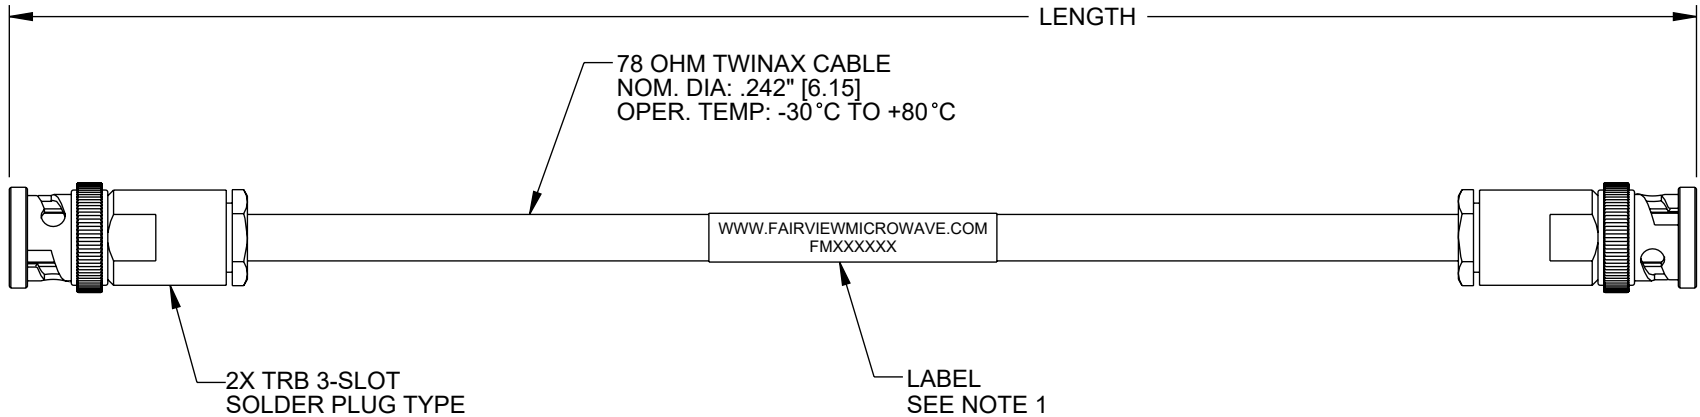 LENGTH
78 OHM TWINAX CABLE
NOM. DIA: .242" [6.15]
OPER. TEMP: -30°C TO +80°C
WWW.FAIRVIEWMICROWAVE.COM
FMXXXXXX
2X TRB 3-SLOT
SOLDER PLUG TYPE
LABEL
SEE NOTE 1